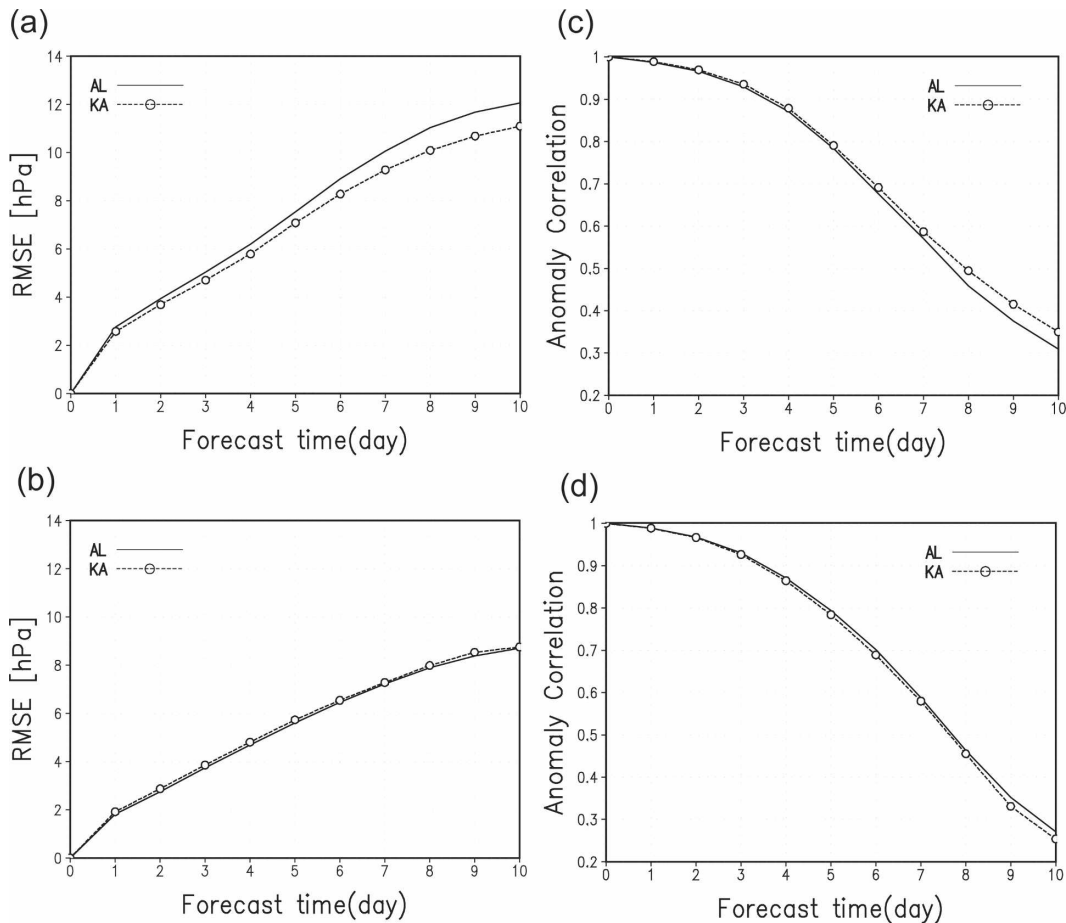 (a)
14
12
10
8
6
4
2
0
RMSE [hPa]
AL
KA
0 1 2 3 4 5 6 7 8 9 10
Forecast time(day)
(c)
1
0.9
0.8
0.7
0.6
0.5
0.4
0.3
0.2
Anomaly Correlation
AL
KA
0 1 2 3 4 5 6 7 8 9 10
Forecast time(day)
(b)
14
12
10
8
6
4
2
0
RMSE [hPa]
AL
KA
0 1 2 3 4 5 6 7 8 9 10
Forecast time(day)
(d)
1
0.9
0.8
0.7
0.6
0.5
0.4
0.3
0.2
Anomaly Correlation
AL
KA
0 1 2 3 4 5 6 7 8 9 10
Forecast time(day)